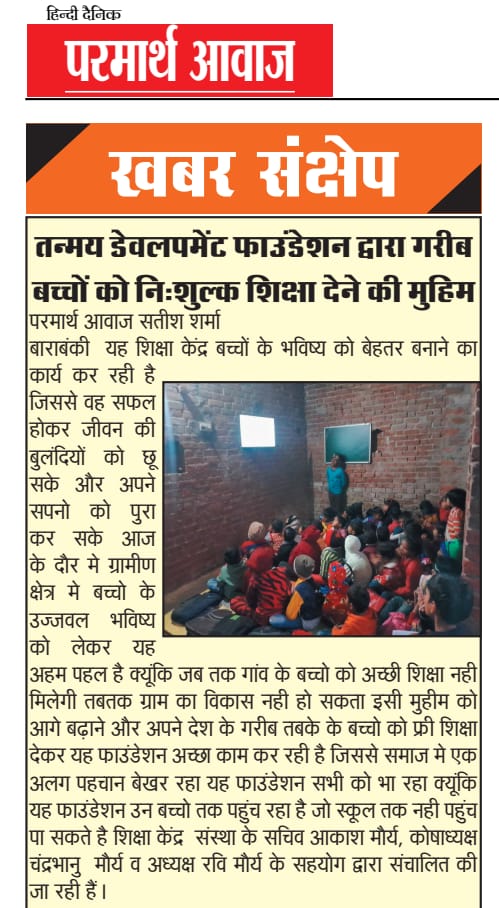 हिन्दी दैनिक
परमार्थ आवाज
खबर संक्षेप
तन्मय डेवलपमेंट फाउंडेशन द्वारा गरीब
बच्चों को निःशुल्क शिक्षा देने की मुहिम
परमार्थ आवाज सतीश शर्मा
बाराबंकी यह शिक्षा केंद्र बच्चों के भविष्य को बेहतर बनाने का
कार्य कर रही है
जिससे वह सफल
होकर जीवन की
बुलंदियों को छू
सके और अपने
सपनो को पुरा
कर सके आज
के दौर मे ग्रामीण
क्षेत्र मे बच्चो के
उज्जवल भविष्य
को लेकर यह
अहम पहल है क्यूंकि जब तक गांव के बच्चो को अच्छी शिक्षा नही
मिलेगी तबतक ग्राम का विकास नही हो सकता इसी मुहीम को
आगे बढ़ाने और अपने देश के गरीब तबके के बच्चो को फ्री शिक्षा
देकर यह फाउंडेशन अच्छा काम कर रही है जिससे समाज मे एक
अलग पहचान बेखर रहा यह फाउंडेशन सभी को भा रहा क्यूंकि
यह फाउंडेशन उन बच्चो तक पहुंच रहा है जो स्कूल तक नही पहुंच
पा सकते है शिक्षा केंद्र संस्था के सचिव आकाश मौर्य, कोषाध्यक्ष
चंद्रभानु मौर्य व अध्यक्ष रवि मौर्य के सहयोग द्वारा संचालित की
जा रही हैं।